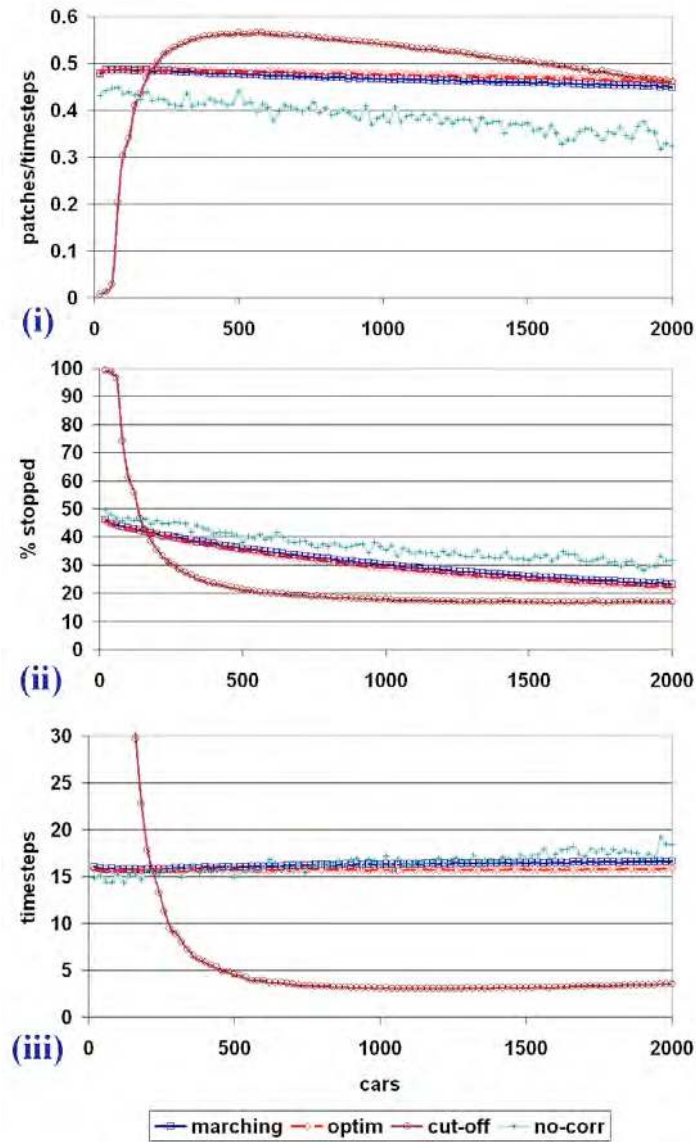 0.6
0.5
0.4
0.3
0.2
0.1
0
patches/timesteps
0 500 1000 1500 2000
(i)
100
90
80
70
60
50
40
30
20
10
0
% stopped
0 500 1000 1500 2000
(ii)
30
25
20
15
10
5
0
timesteps
0 500 1000 1500 2000
(iii)
cars
marching optim cut-off no-corr